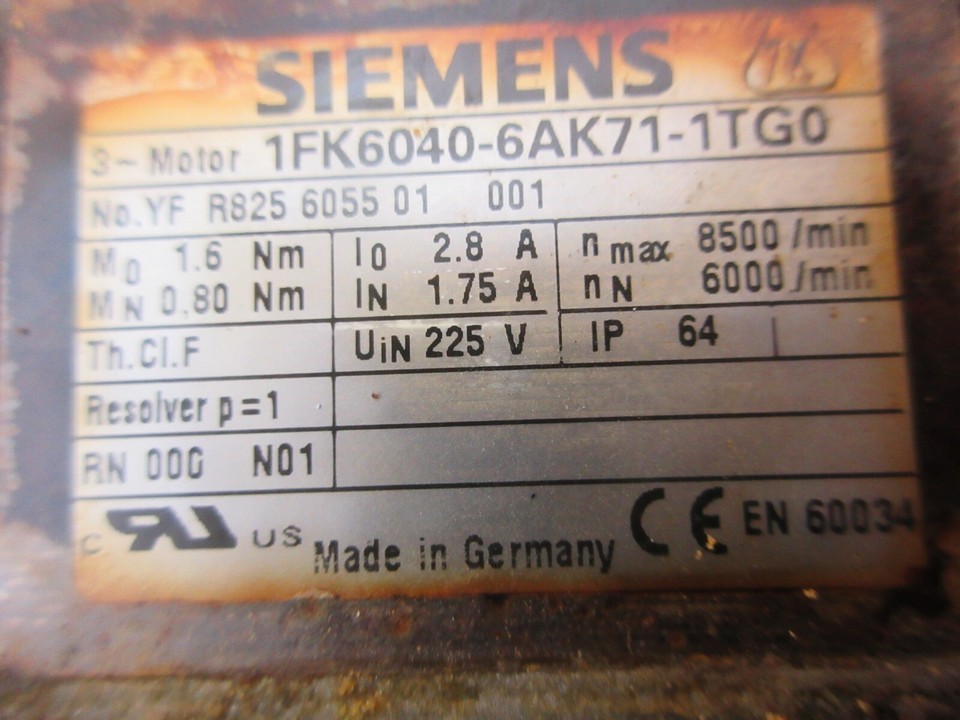 SIEMENS
3~ Motor 1FK6040-6AK71-1TG0
No.YF R825 6055 01 001
M0 1.6 Nm I0 2.8 A nmax 8500 /min
MN 0.80 Nm IN 1.75 A nN 6000 /min
Th.Cl.F UiN 225 V IP 64
Resolver p=1
RN 000 N01
c RU US Made in Germany CE EN 60034